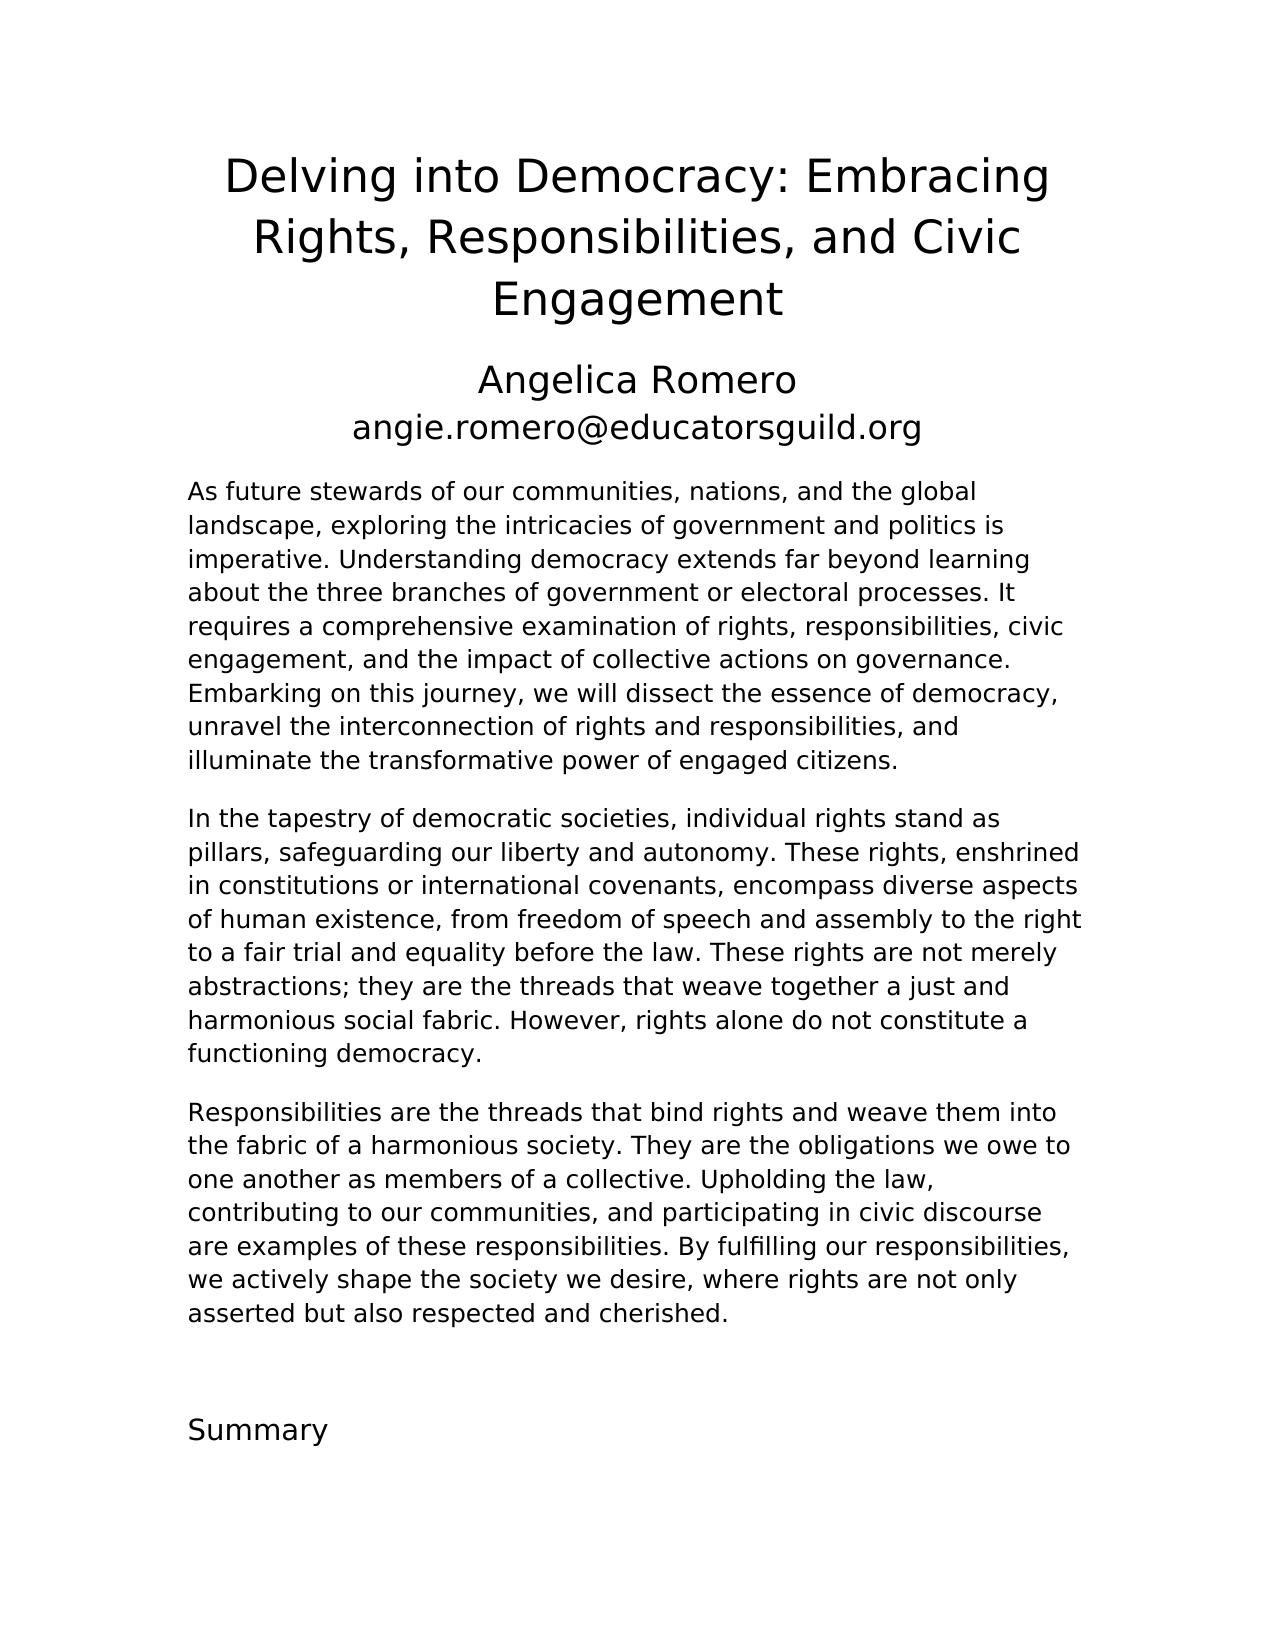 Delving into Democracy: Embracing
Rights, Responsibilities, and Civic
Engagement
Angelica Romero
angie.romero@educatorsguild.org
As future stewards of our communities, nations, and the global
landscape, exploring the intricacies of government and politics is
imperative. Understanding democracy extends far beyond learning
about the three branches of government or electoral processes. It
requires a comprehensive examination of rights, responsibilities, civic
engagement, and the impact of collective actions on governance.
Embarking on this journey, we will dissect the essence of democracy,
unravel the interconnection of rights and responsibilities, and
illuminate the transformative power of engaged citizens.
In the tapestry of democratic societies, individual rights stand as
pillars, safeguarding our liberty and autonomy. These rights, enshrined
in constitutions or international covenants, encompass diverse aspects
of human existence, from freedom of speech and assembly to the right
to a fair trial and equality before the law. These rights are not merely
abstractions; they are the threads that weave together a just and
harmonious social fabric. However, rights alone do not constitute a
functioning democracy.
Responsibilities are the threads that bind rights and weave them into
the fabric of a harmonious society. They are the obligations we owe to
one another as members of a collective. Upholding the law,
contributing to our communities, and participating in civic discourse
are examples of these responsibilities. By fulfilling our responsibilities,
we actively shape the society we desire, where rights are not only
asserted but also respected and cherished.
Summary